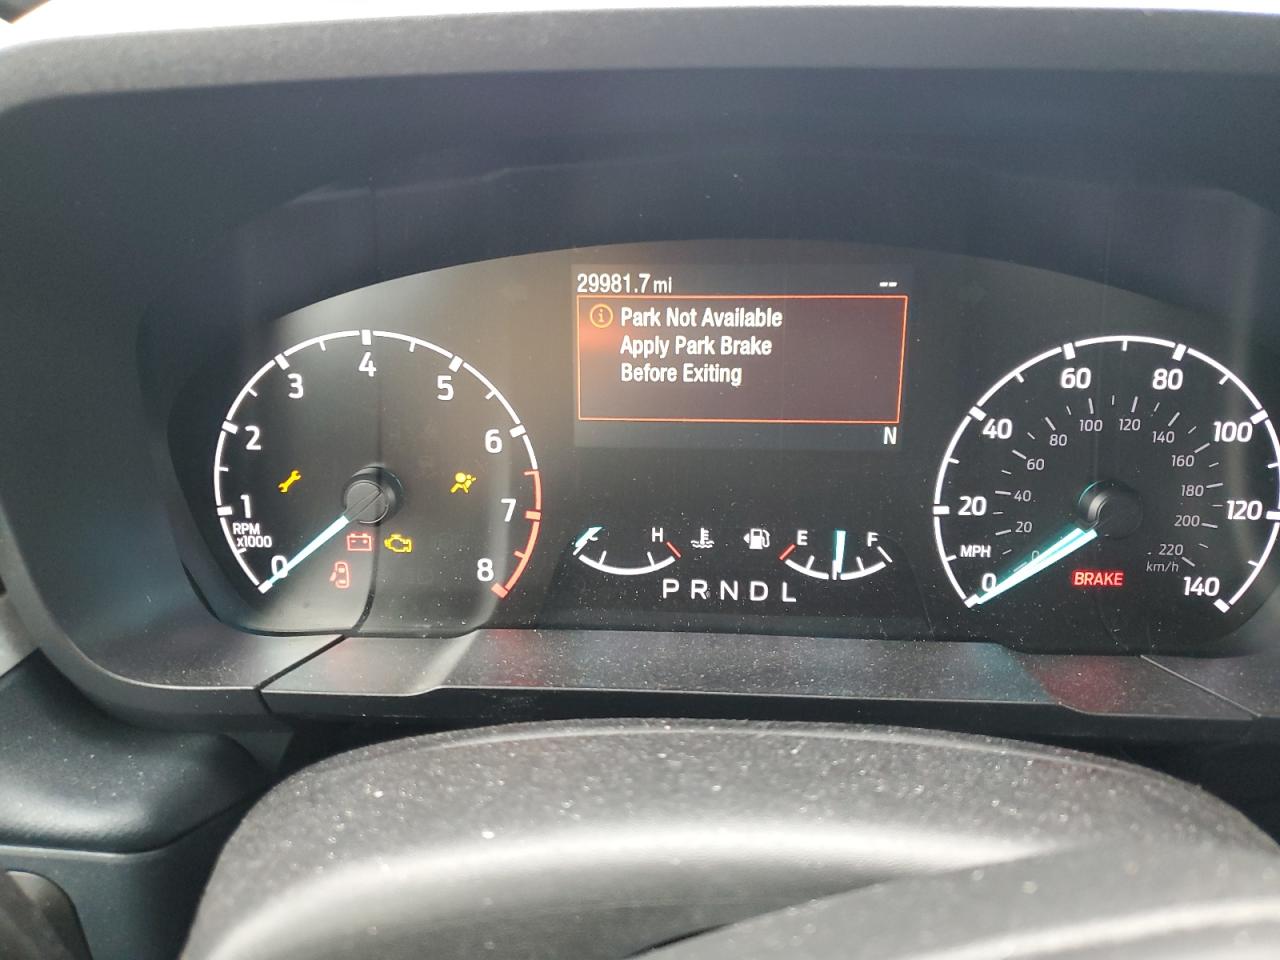 29981.7 mi --
Park Not Available
Apply Park Brake
Before Exiting
N
0
1
2
3
4
5
6
7
8
RPM
x1000
C H
E F
P R N D L
0
20
40
60
80
100
120
140
MPH
0
20
40
60
80
100
120
140
160
180
200
220
km/h
BRAKE